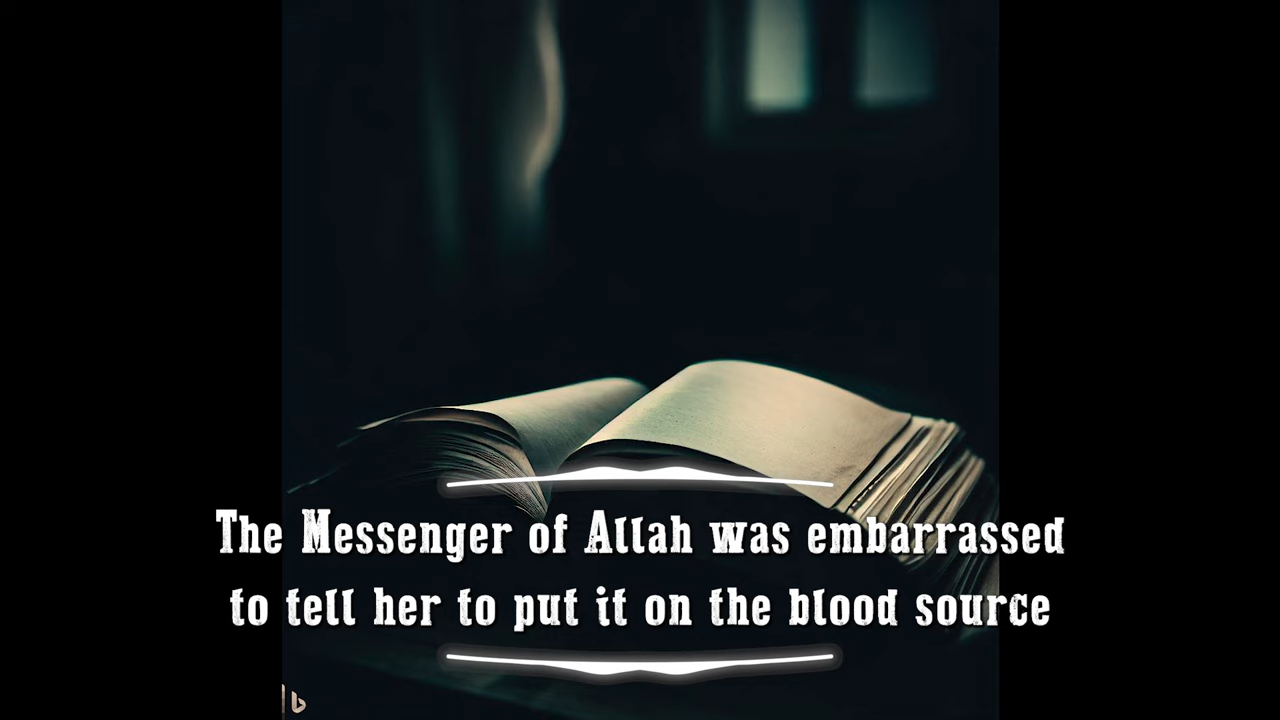 The Messenger of Allah was embarrassed
to tell her to put it on the blood source